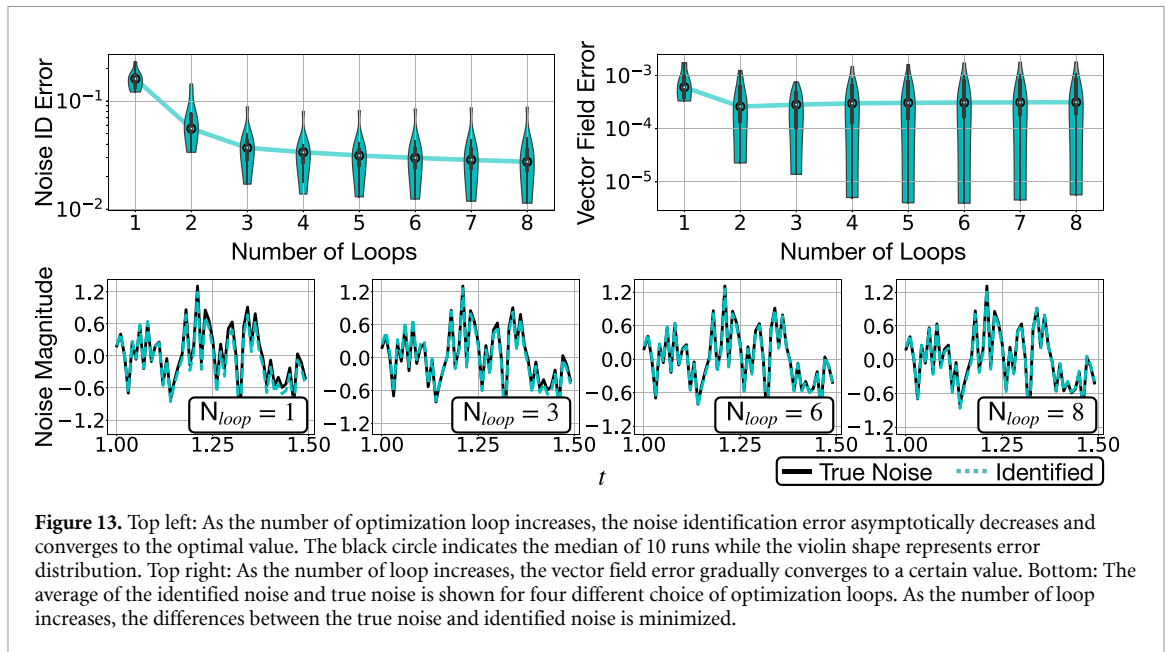 Noise ID Error
10⁻¹
10⁻²
1 2 3 4 5 6 7 8
Number of Loops
Vector Field Error
10⁻³
10⁻⁴
10⁻⁵
1 2 3 4 5 6 7 8
Number of Loops
Noise Magnitude
1.2
0.6
0.0
−0.6
−1.2
1.00 1.25 1.50
N_loop = 1
1.2
0.6
0.0
−0.6
−1.2
1.00 1.25 1.50
N_loop = 3
1.2
0.6
0.0
−0.6
−1.2
1.00 1.25 1.50
N_loop = 6
1.2
0.6
0.0
−0.6
−1.2
1.00 1.25 1.50
N_loop = 8
t
True Noise Identified
Figure 13. Top left: As the number of optimization loop increases, the noise identification error asymptotically decreases and
converges to the optimal value. The black circle indicates the median of 10 runs while the violin shape represents error
distribution. Top right: As the number of loop increases, the vector field error gradually converges to a certain value. Bottom: The
average of the identified noise and true noise is shown for four different choice of optimization loops. As the number of loop
increases, the differences between the true noise and identified noise is minimized.